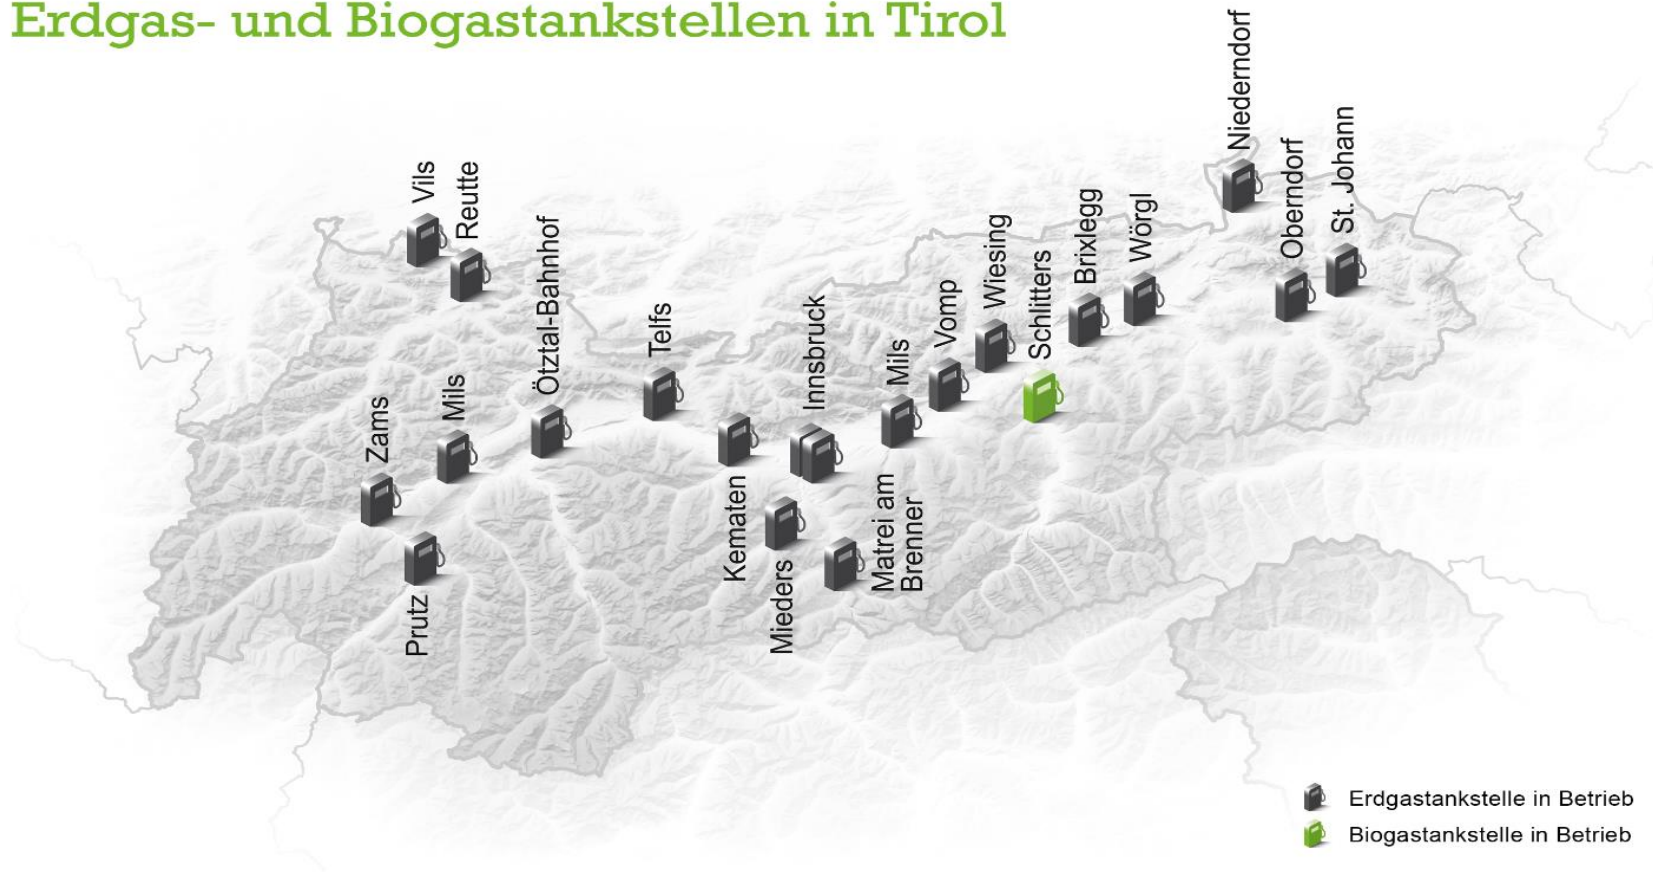 Erdgas- und Biogastankstellen in Tirol
Niederndorf
Vils
Reutte
Oberndorf
St. Johann
Ötztal-Bahnhof
Telfs
Innsbruck
Mils
Vomp
Wiesing
Schlitters
Brixlegg
Wörgl
Zams
Mils
Kematen
Matrei am
Brenner
Mieders
Prutz
Erdgastankstelle in Betrieb
Biogastankstelle in Betrieb